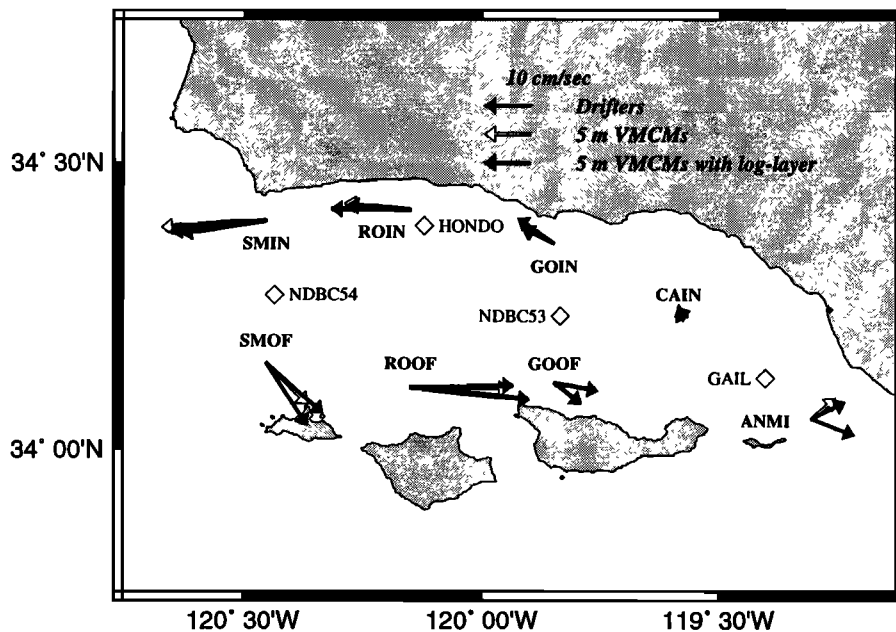 10 cm/sec
Drifters
5 m VMCMs
5 m VMCMs with log-layer
34° 30'N
SMIN
ROIN
HONDO
GOIN
NDBC54
CAIN
NDBC53
SMOF
ROOF
GOOF
GAIL
ANMI
34° 00'N
120° 30'W
120° 00'W
119° 30'W